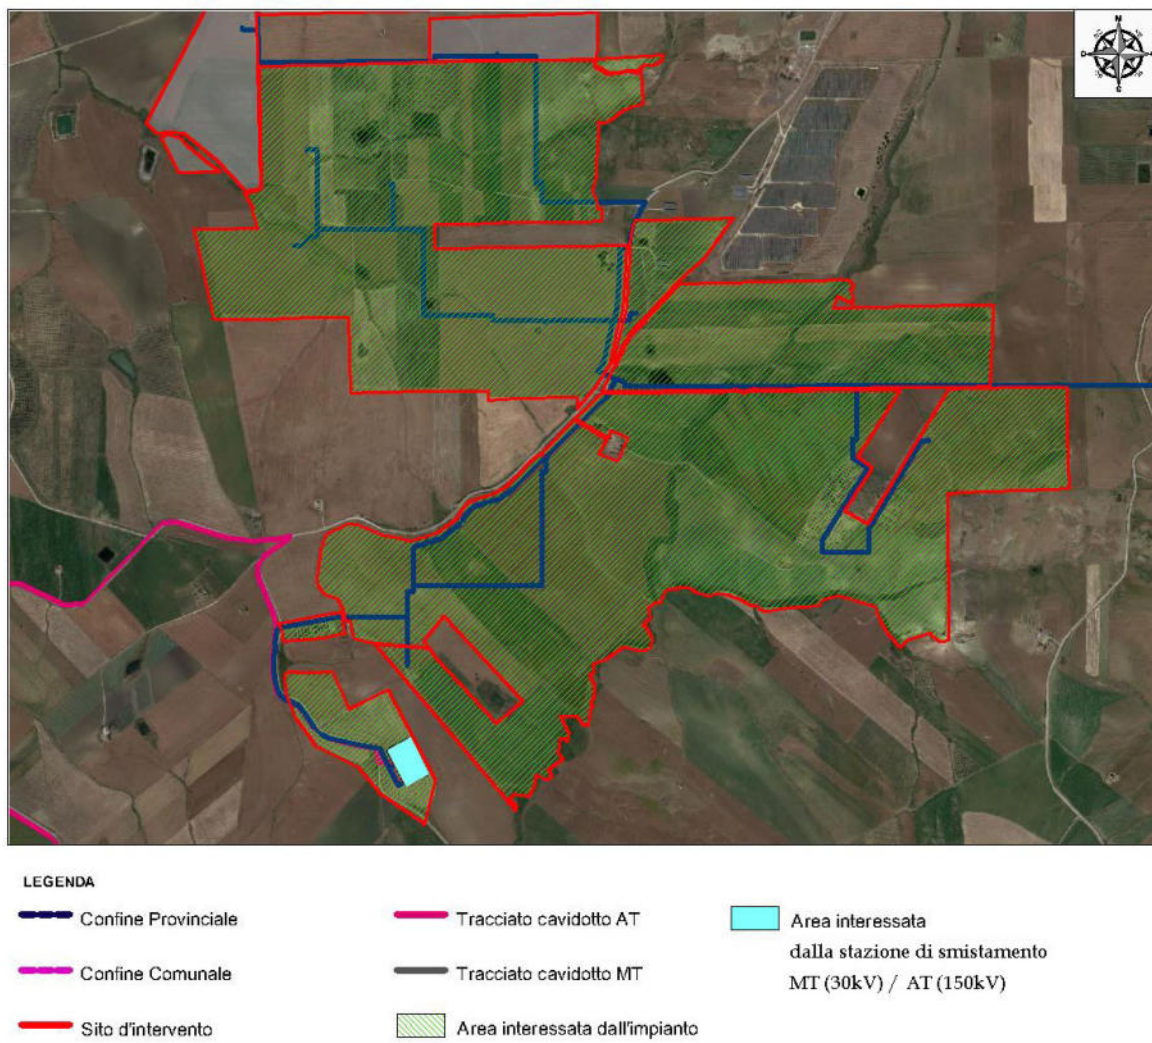 N
LEGENDA
Confine Provinciale
Tracciato cavidotto AT
Area interessata
dalla stazione di smistamento
MT (30kV) / AT (150kV)
Confine Comunale
Tracciato cavidotto MT
Sito d'intervento
Area interessata dall'impianto